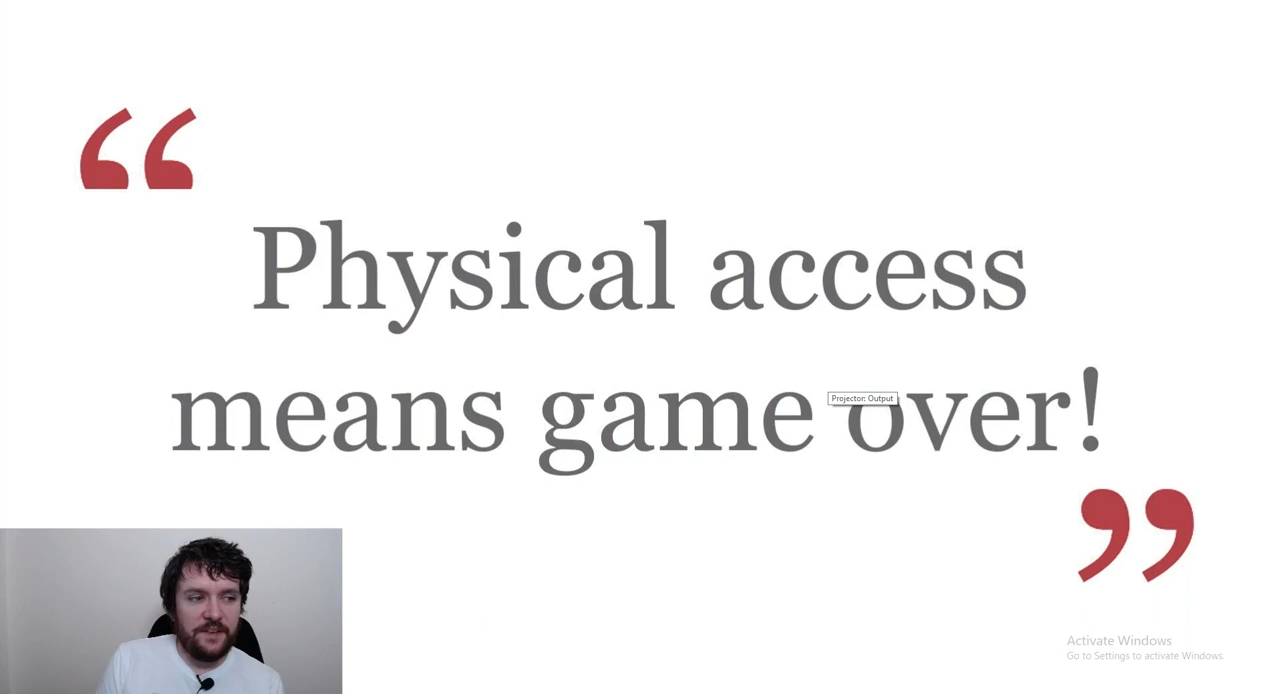 “
Physical access
means game over!
Projector: Output
”
Activate Windows
Go to Settings to activate Windows.